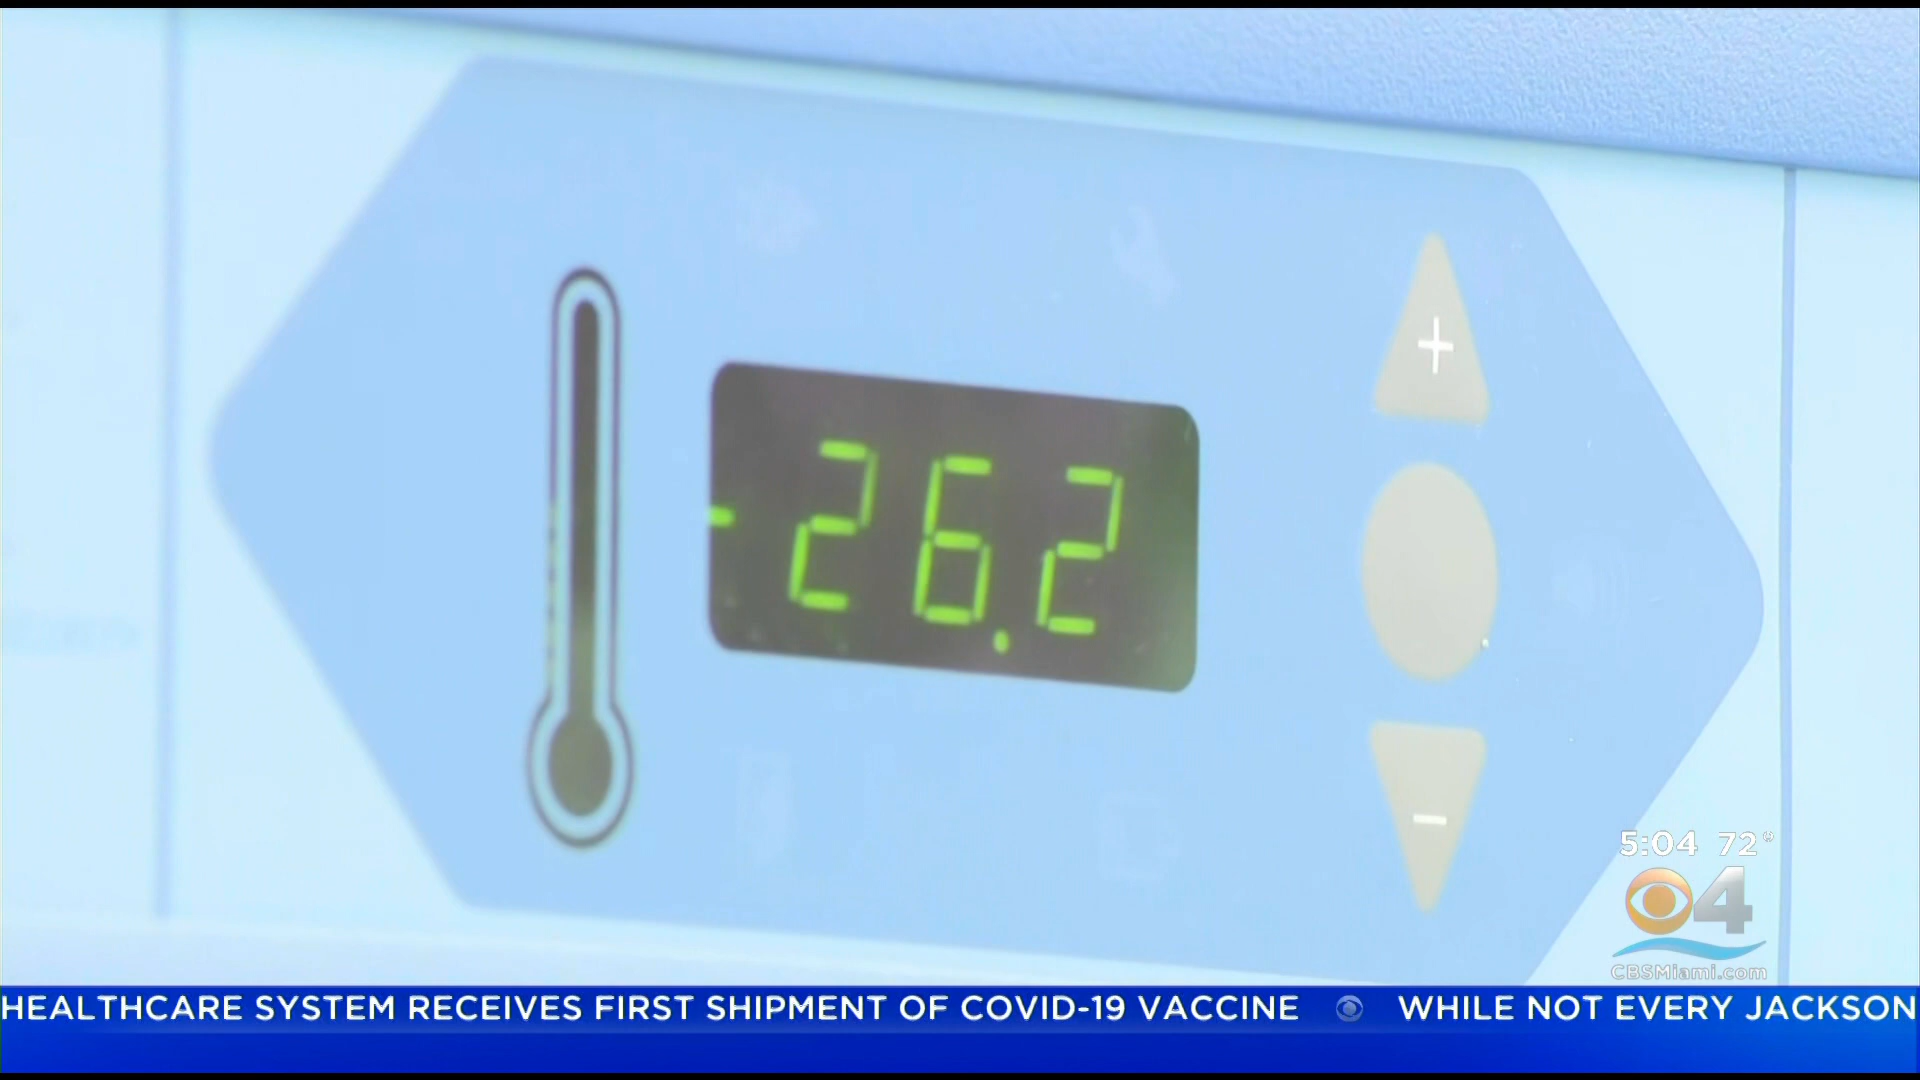 +
-26.2
−
5:04 72°
4
CBSMiami.com
HEALTHCARE SYSTEM RECEIVES FIRST SHIPMENT OF COVID-19 VACCINE WHILE NOT EVERY JACKSON